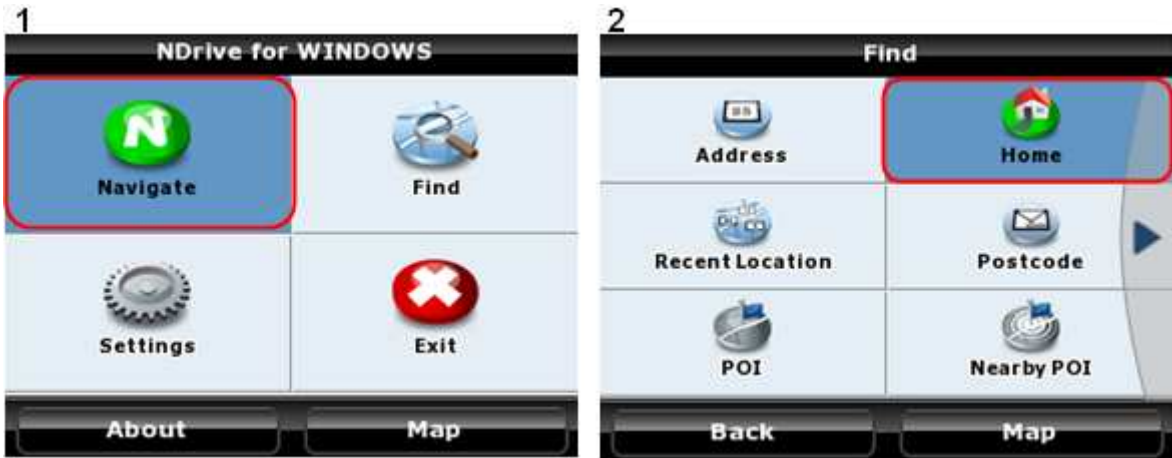 1
NDrive for WINDOWS
N
Navigate
Find
Settings
Exit
About
Map
2
Find
Address
Home
Recent Location
Postcode
POI
Nearby POI
Back
Map